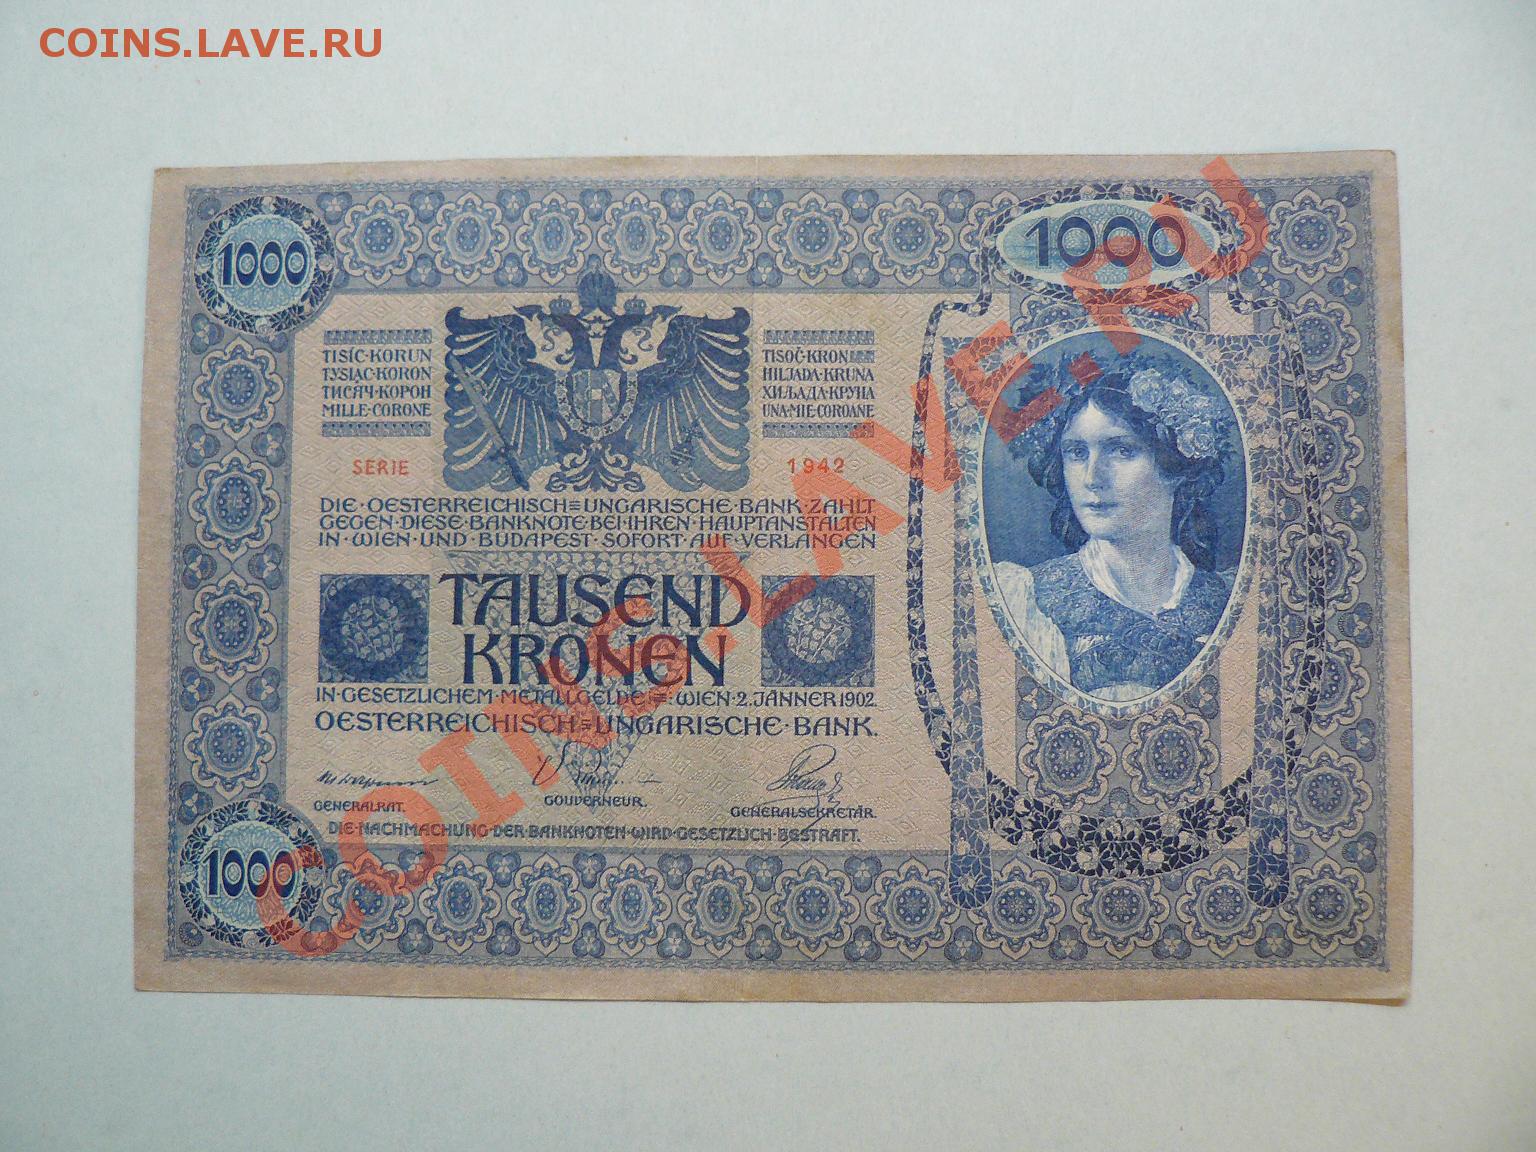 COINS.LAVE.RU
1000
1000
TISÍC·KORUN
TYSIĄC·KORON
ТИСЯЧ·КОРОН
MILLE·CORONE
TISOČ·KRON
HILJADA·KRUNA
ХИЉАДА·КРУНА
UNA·MIE·COROANE
SERIE
1942
DIE·OESTERREICHISCH=UNGARISCHE·BANK·ZAHLT
GEGEN·DIESE·BANKNOTE·BEI·IHREN·HAUPTANSTALTEN
IN·WIEN·UND·BUDAPEST·SOFORT·AUF·VERLANGEN
TAUSEND
KRONEN
IN·GESETZLICHEM·METALLGELDE=·WIEN·2.JÄNNER 1902.
OESTERREICHISCH=UNGARISCHE·BANK.
GENERALRAT.
GOUVERNEUR.
GENERALSEKRETÄR.
DIE·NACHMACHUNG·DER·BANKNOTEN·WIRD·GESETZLICH·BESTRAFT.
1000
COINS.LAVE.RU